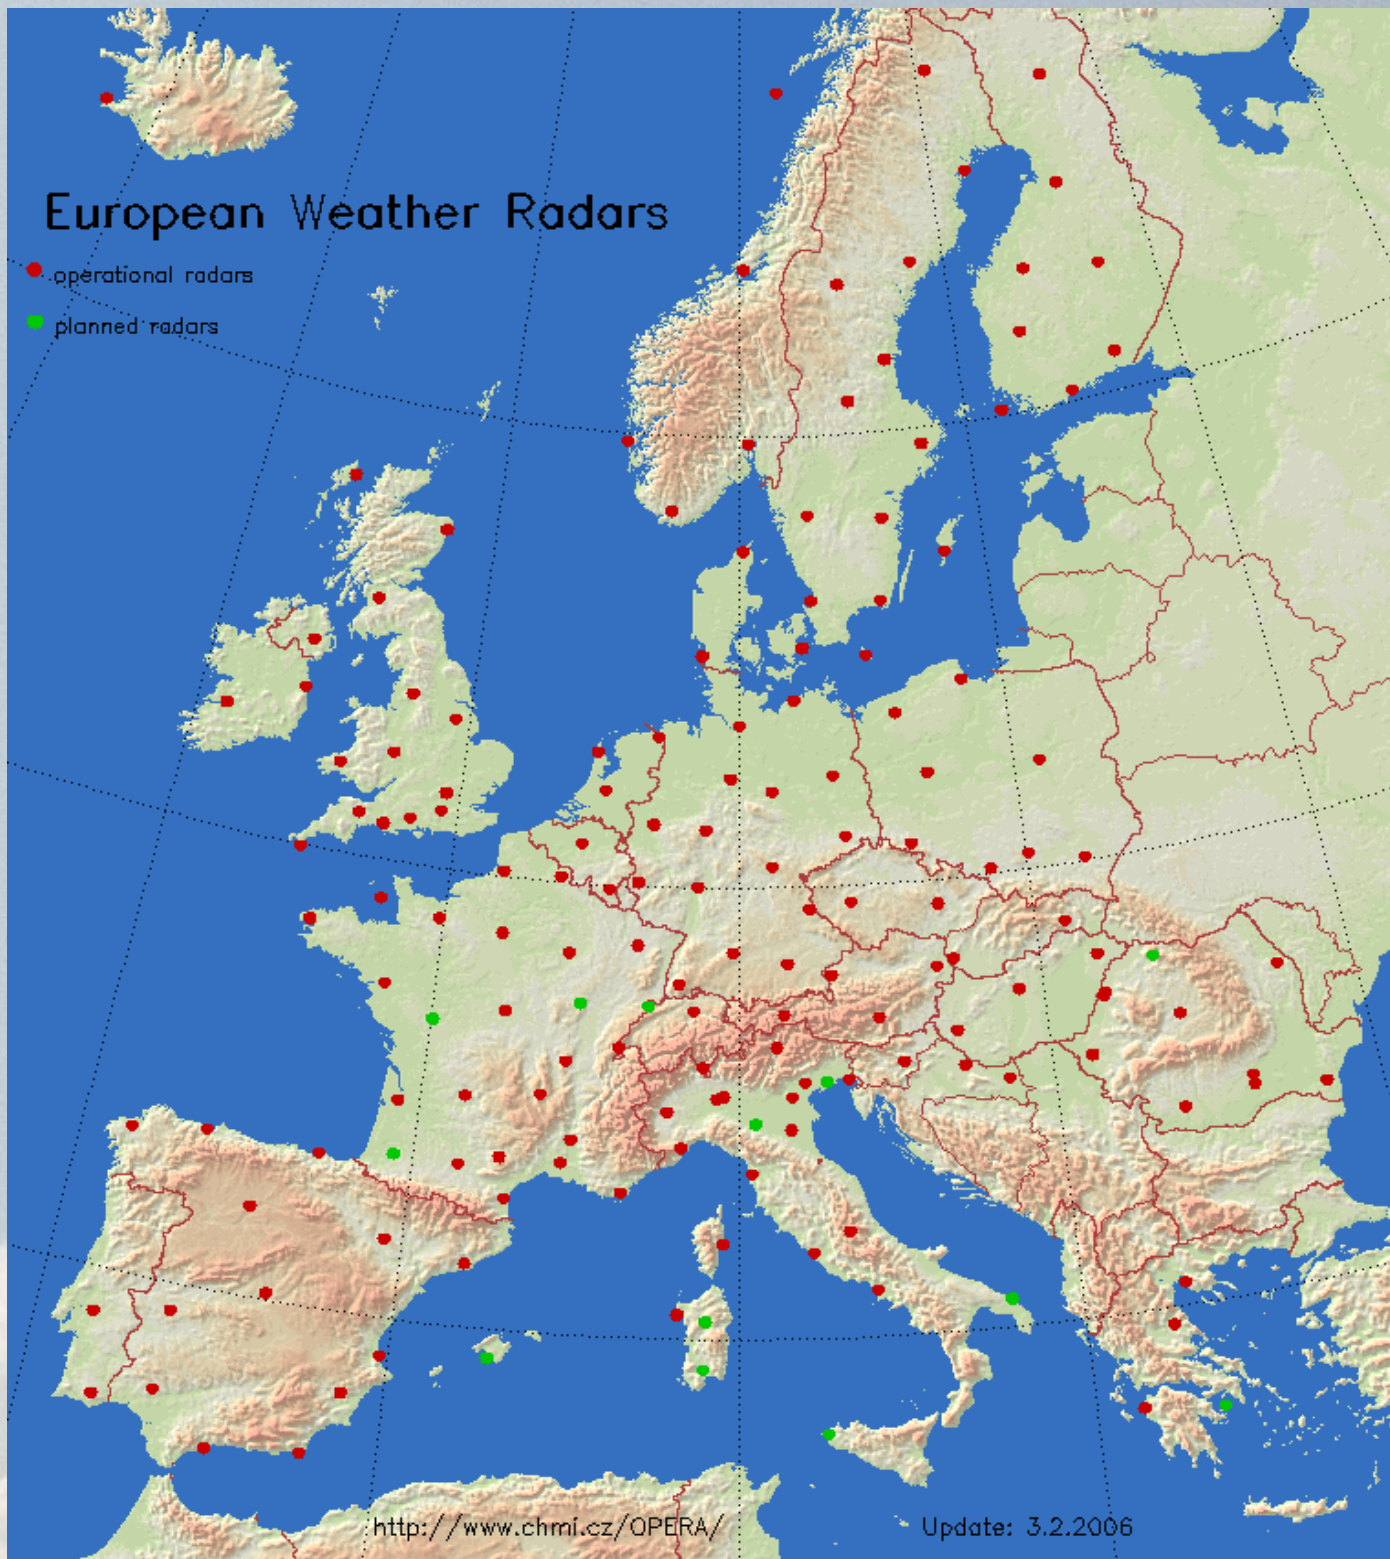 European Weather Radars
operational radars
planned radars
http://www.chmi.cz/OPERA/
Update: 3.2.2006